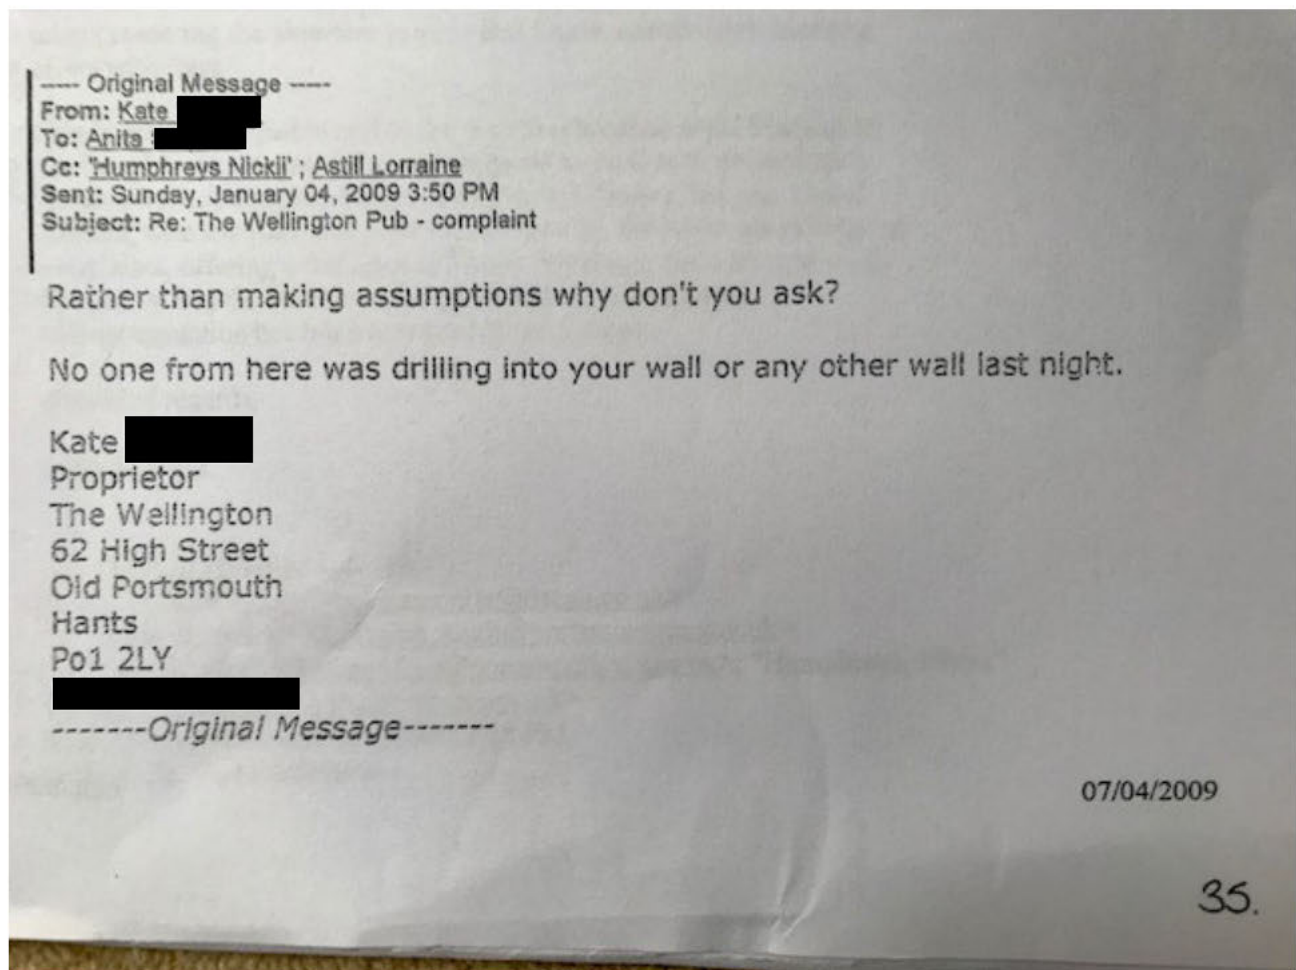 ----- Original Message -----
From: Kate
To: Anita
Cc: 'Humphreys Nickii' ; Astill Lorraine
Sent: Sunday, January 04, 2009 3:50 PM
Subject: Re: The Wellington Pub - complaint
Rather than making assumptions why don't you ask?
No one from here was drilling into your wall or any other wall last night.
Kate
Proprietor
The Wellington
62 High Street
Old Portsmouth
Hants
Po1 2LY
-------Original Message-------
07/04/2009
35.